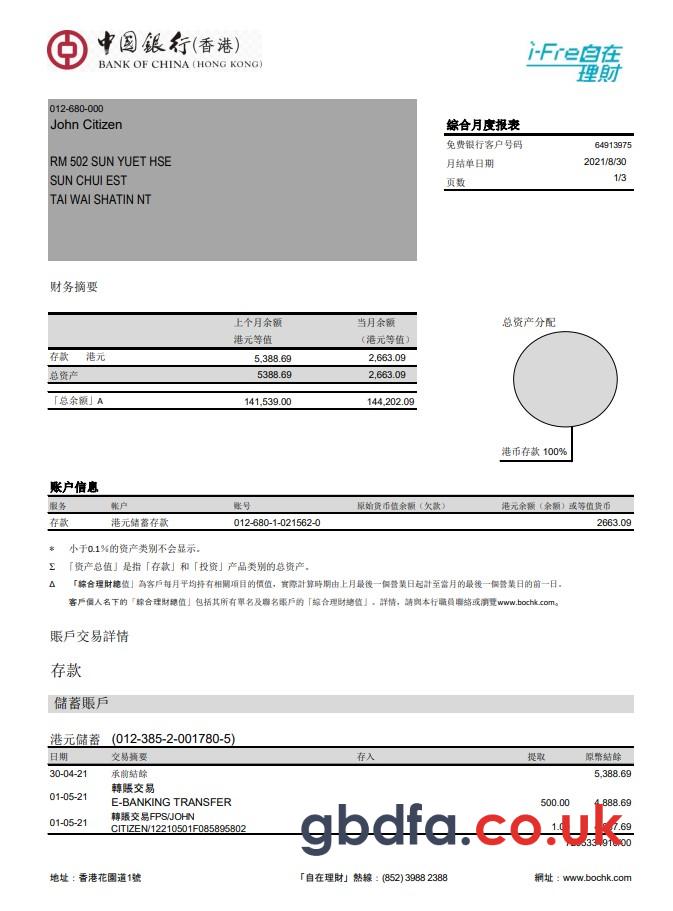 中國銀行(香港)
BANK OF CHINA (HONG KONG)
i-Free自在
理財
012-680-000
John Citizen
RM 502 SUN YUET HSE
SUN CHUI EST
TAI WAI SHATIN NT
綜合月度报表
免费银行客户号码 64913975
月结单日期 2021/8/30
页数 1/3
财务摘要
上个月余额 当月余额
港元等值 （港元等值）
存款 港元 5,388.69 2,663.09
总资产 5388.69 2,663.09
「总余额」A 141,539.00 144,202.09
总资产分配
港币存款 100%
账户信息
服务 帐户 账号 原始货币值余额（欠款） 港元余额（余额）或等值货币
存款 港元儲蓄存款 012-680-1-021562-0 2663.09
* 小于0.1%的资产类别不会显示。
Σ 「资产总值」是指「存款」和「投资」产品类别的总资产。
Δ 「綜合理財總值」為客戶每月平均持有相關項目的價值，實際計算時期由上月最後一個營業日起計至當月的最後一個營業日的前一日。
客戶個人名下的「綜合理財總值」包括其所有單名及聯名賬戶的「綜合理財總值」。詳情，請與本行職員聯絡或瀏覽www.bochk.com。
賬戶交易詳情
存款
儲蓄賬戶
港元儲蓄 (012-385-2-001780-5)
日期 交易摘要 存入 提取 原幣結餘
30-04-21 承前結餘 5,388.69
轉賬交易
01-05-21 E-BANKING TRANSFER 500.00 4,888.69
01-05-21 轉賬交易FPS/JOHN
CITIZEN/12210501F085895802
gbdfa.co.uk
地址：香港花園道1號 「自在理財」熱線：(852) 3988 2388 網址：www.bochk.com